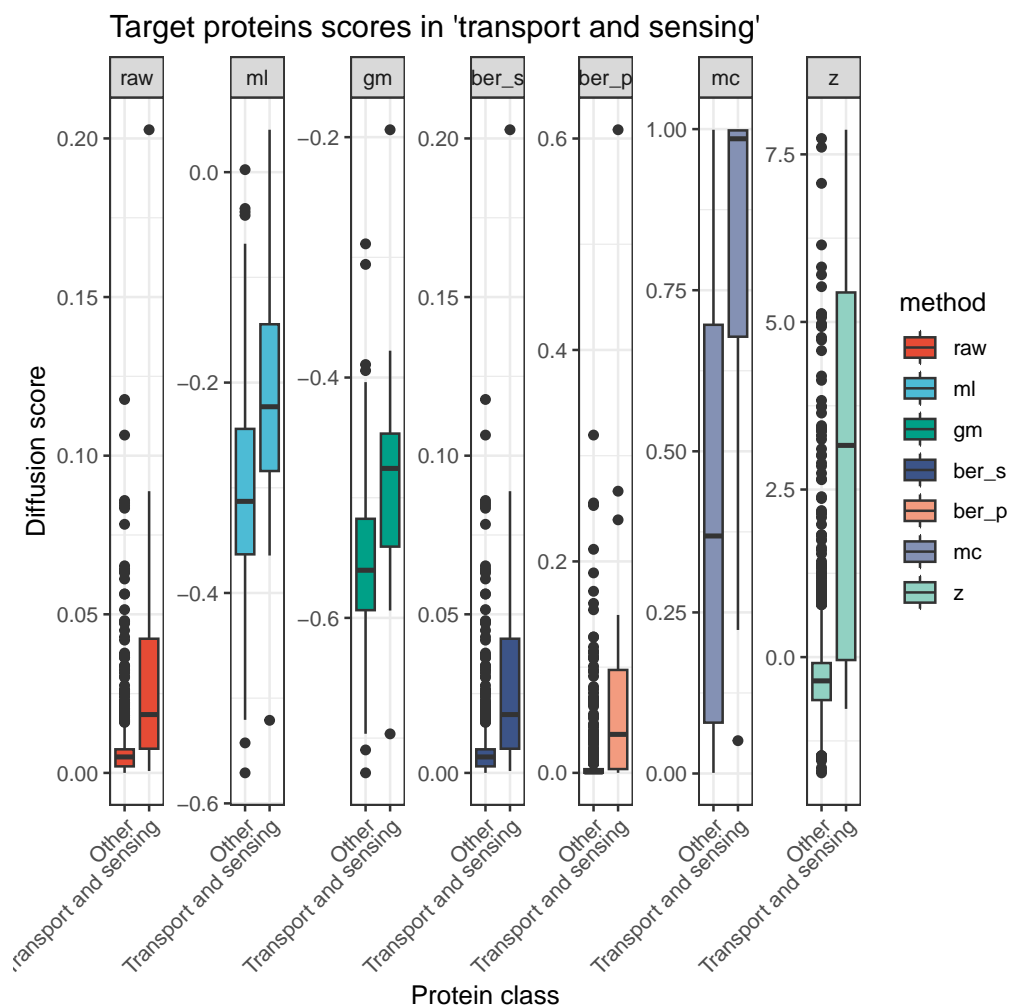 Target proteins scores in 'transport and sensing'
raw ml gm ber_s ber_p mc z
0.20
0.15
0.10
0.05
0.00
0.0
−0.2
−0.4
−0.6
−0.2
−0.4
−0.6
0.20
0.15
0.10
0.05
0.00
0.6
0.4
0.2
0.0
1.00
0.75
0.50
0.25
0.00
7.5
5.0
2.5
0.0
Diffusion score
Other
Transport and sensing
Other
Transport and sensing
Other
Transport and sensing
Other
Transport and sensing
Other
Transport and sensing
Other
Transport and sensing
Other
Transport and sensing
Protein class
method
raw
ml
gm
ber_s
ber_p
mc
z